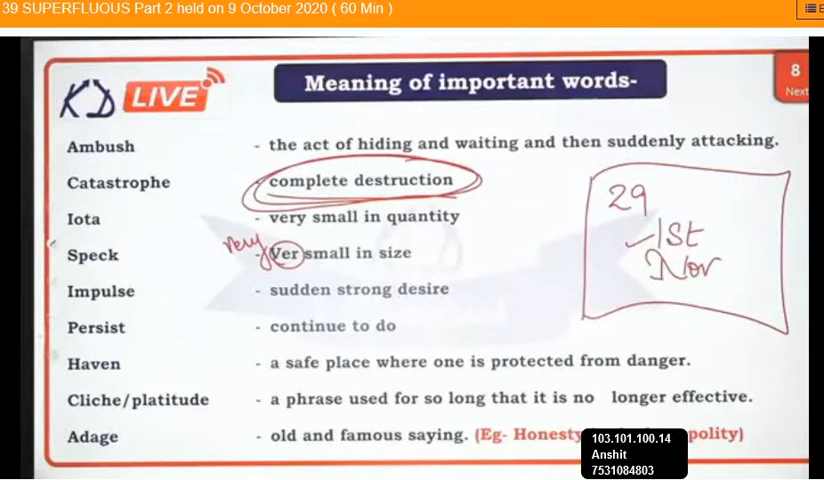 39 SUPERFLUOUS Part 2 held on 9 October 2020 ( 60 Min )
KD LIVE
Meaning of important words-
8
Next
Ambush - the act of hiding and waiting and then suddenly attacking.
Catastrophe - complete destruction
Iota - very small in quantity
very
Speck - Ver small in size
Impulse - sudden strong desire
Persist - continue to do
Haven - a safe place where one is protected from danger.
Cliche/platitude - a phrase used for so long that it is no longer effective.
Adage - old and famous saying. (Eg- Honesty polity)
29
1st
Nov
103.101.100.14
Anshit
7531084803